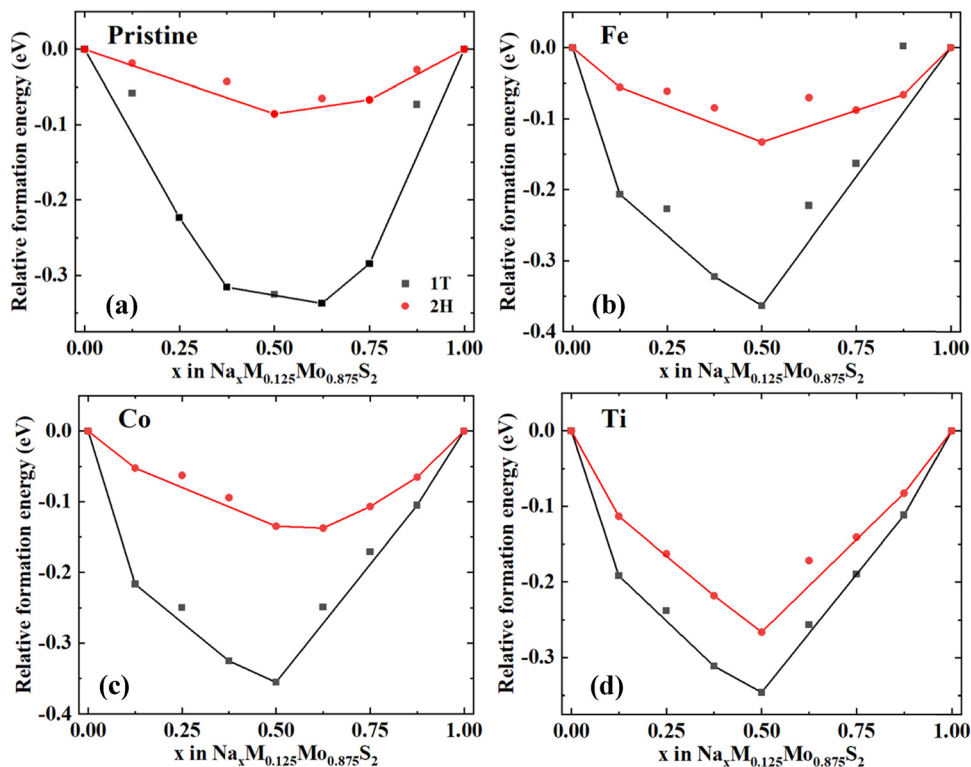 Pristine
Relative formation energy (eV)
0.0
-0.1
-0.2
-0.3
(a)
1T
2H
0.00 0.25 0.50 0.75 1.00
x in NaₓM₀.₁₂₅Mo₀.₈₇₅S₂
Fe
Relative formation energy (eV)
0.0
-0.1
-0.2
-0.3
-0.4
(b)
0.00 0.25 0.50 0.75 1.00
x in NaₓM₀.₁₂₅Mo₀.₈₇₅S₂
Co
Relative formation energy (eV)
0.0
-0.1
-0.2
-0.3
-0.4
(c)
0.00 0.25 0.50 0.75 1.00
x in NaₓM₀.₁₂₅Mo₀.₈₇₅S₂
Ti
Relative formation energy (eV)
0.0
-0.1
-0.2
-0.3
(d)
0.00 0.25 0.50 0.75 1.00
x in NaₓM₀.₁₂₅Mo₀.₈₇₅S₂